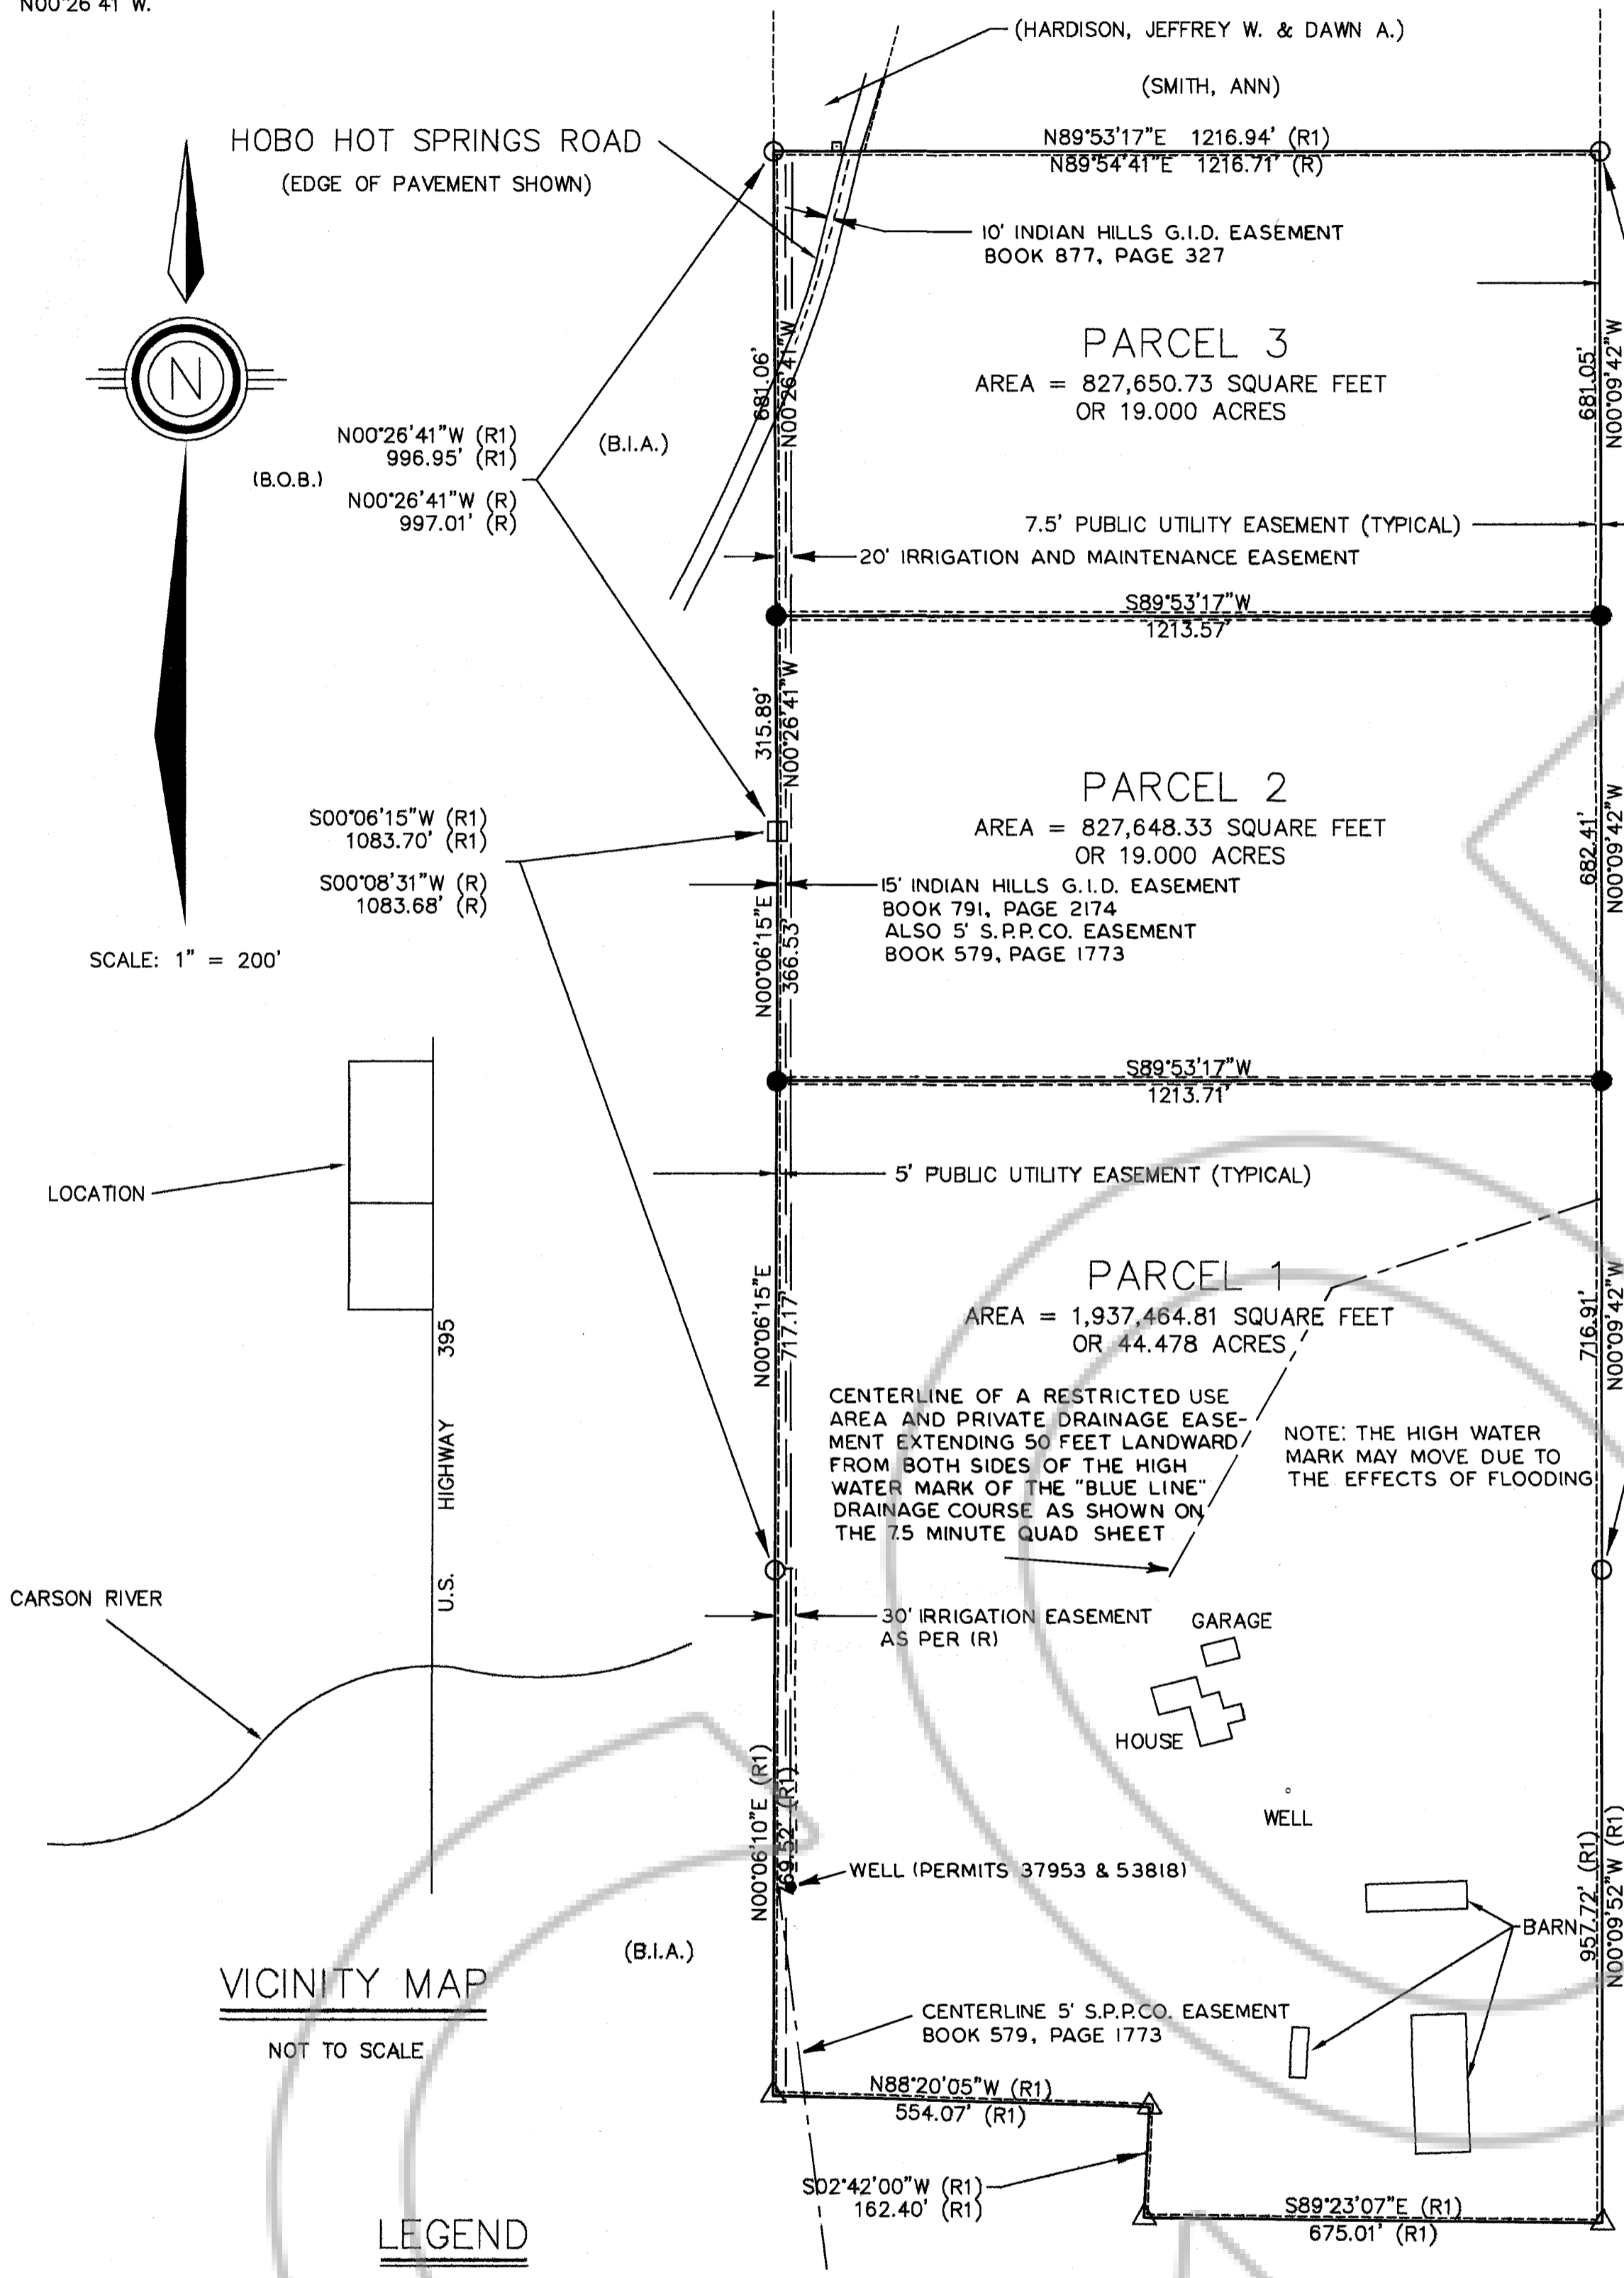 N00°26'41"W.
(HARDISON, JEFFREY W. & DAWN A.)
(SMITH, ANN)
HOBO HOT SPRINGS ROAD
(EDGE OF PAVEMENT SHOWN)
N89°53'17"E 1216.94' (R1)
N89°54'41"E 1216.71' (R)
10' INDIAN HILLS G.I.D. EASEMENT
BOOK 877, PAGE 327
PARCEL 3
AREA = 827,650.73 SQUARE FEET
OR 19.000 ACRES
681.06'
N00°26'41"W
681.05'
N00°09'42"W
N
N00°26'41"W (R1)
996.95' (R1)
(B.O.B.)
N00°26'41"W (R)
997.01' (R)
(B.I.A.)
7.5' PUBLIC UTILITY EASEMENT (TYPICAL)
20' IRRIGATION AND MAINTENANCE EASEMENT
S89°53'17"W
1213.57'
315.89'
N00°26'41"W
PARCEL 2
AREA = 827,648.33 SQUARE FEET
OR 19.000 ACRES
682.41'
N00°09'42"W
S00°06'15"W (R1)
1083.70' (R1)
S00°08'31"W (R)
1083.68' (R)
15' INDIAN HILLS G.I.D. EASEMENT
BOOK 791, PAGE 2174
ALSO 5' S.P.P.CO. EASEMENT
BOOK 579, PAGE 1773
N00°06'15"E
366.53'
SCALE: 1" = 200'
S89°53'17"W
1213.71'
5' PUBLIC UTILITY EASEMENT (TYPICAL)
LOCATION
PARCEL 1
AREA = 1,937,464.81 SQUARE FEET
OR 44.478 ACRES
N00°06'15"E
717.17'
716.91'
N00°09'42"W
U.S. HIGHWAY 395
CENTERLINE OF A RESTRICTED USE
AREA AND PRIVATE DRAINAGE EASE-
MENT EXTENDING 50 FEET LANDWARD
FROM BOTH SIDES OF THE HIGH
WATER MARK OF THE "BLUE LINE"
DRAINAGE COURSE AS SHOWN ON
THE 7.5 MINUTE QUAD SHEET
NOTE: THE HIGH WATER
MARK MAY MOVE DUE TO
THE EFFECTS OF FLOODING
CARSON RIVER
30' IRRIGATION EASEMENT
AS PER (R)
GARAGE
HOUSE
WELL
N00°06'10"E (R1)
769.52' (R1)
WELL (PERMITS 37953 & 53818)
BARN
957.72' (R1)
N00°09'52"W (R1)
(B.I.A.)
VICINITY MAP
NOT TO SCALE
CENTERLINE 5' S.P.P.CO. EASEMENT
BOOK 579, PAGE 1773
N88°20'05"W (R1)
554.07' (R1)
S02°42'00"W (R1)
162.40' (R1)
S89°23'07"E (R1)
675.01' (R1)
LEGEND